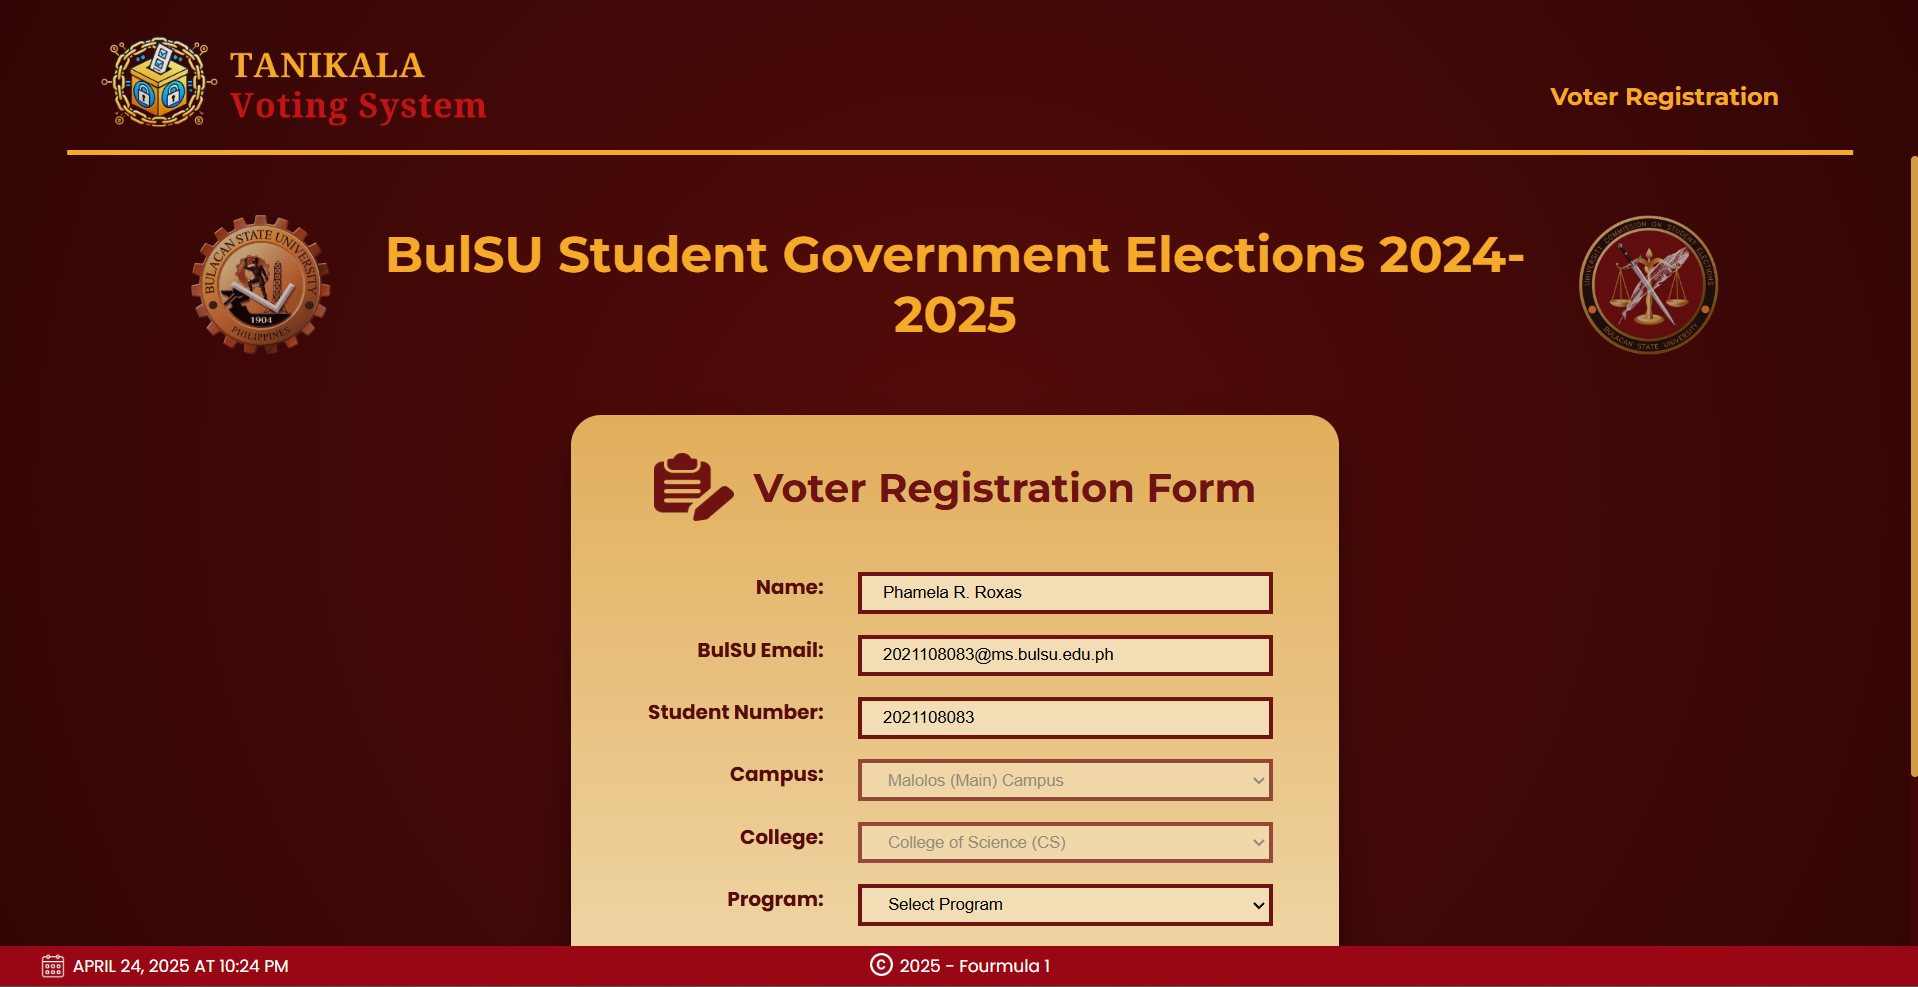 TANIKALA
Voting System
Voter Registration
BULACAN STATE UNIVERSITY
1904
PHILIPPINES
BulSU Student Government Elections 2024-
2025
UNIVERSITY COMMISSION ON STUDENT ELECTIONS
BULACAN STATE UNIVERSITY
Voter Registration Form
Name:
Phamela R. Roxas
BulSU Email:
2021108083@ms.bulsu.edu.ph
Student Number:
2021108083
Campus:
Malolos (Main) Campus
College:
College of Science (CS)
Program:
Select Program
APRIL 24, 2025 AT 10:24 PM
© 2025 - Fourmula 1